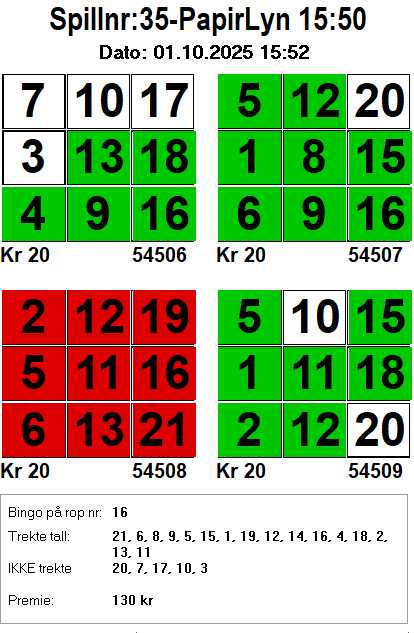 Spillnr:35-PapirLyn 15:50
Dato: 01.10.2025 15:52
7 10 17
3 13 18
4 9 16
Kr 20 54506
5 12 20
1 8 15
6 9 16
Kr 20 54507
2 12 19
5 11 16
6 13 21
Kr 20 54508
5 10 15
1 11 18
2 12 20
Kr 20 54509
Bingo på rop nr: 16
Trekte tall: 21, 6, 8, 9, 5, 15, 1, 19, 12, 14, 16, 4, 18, 2,
13, 11
IKKE trekte 20, 7, 17, 10, 3
Premie: 130 kr